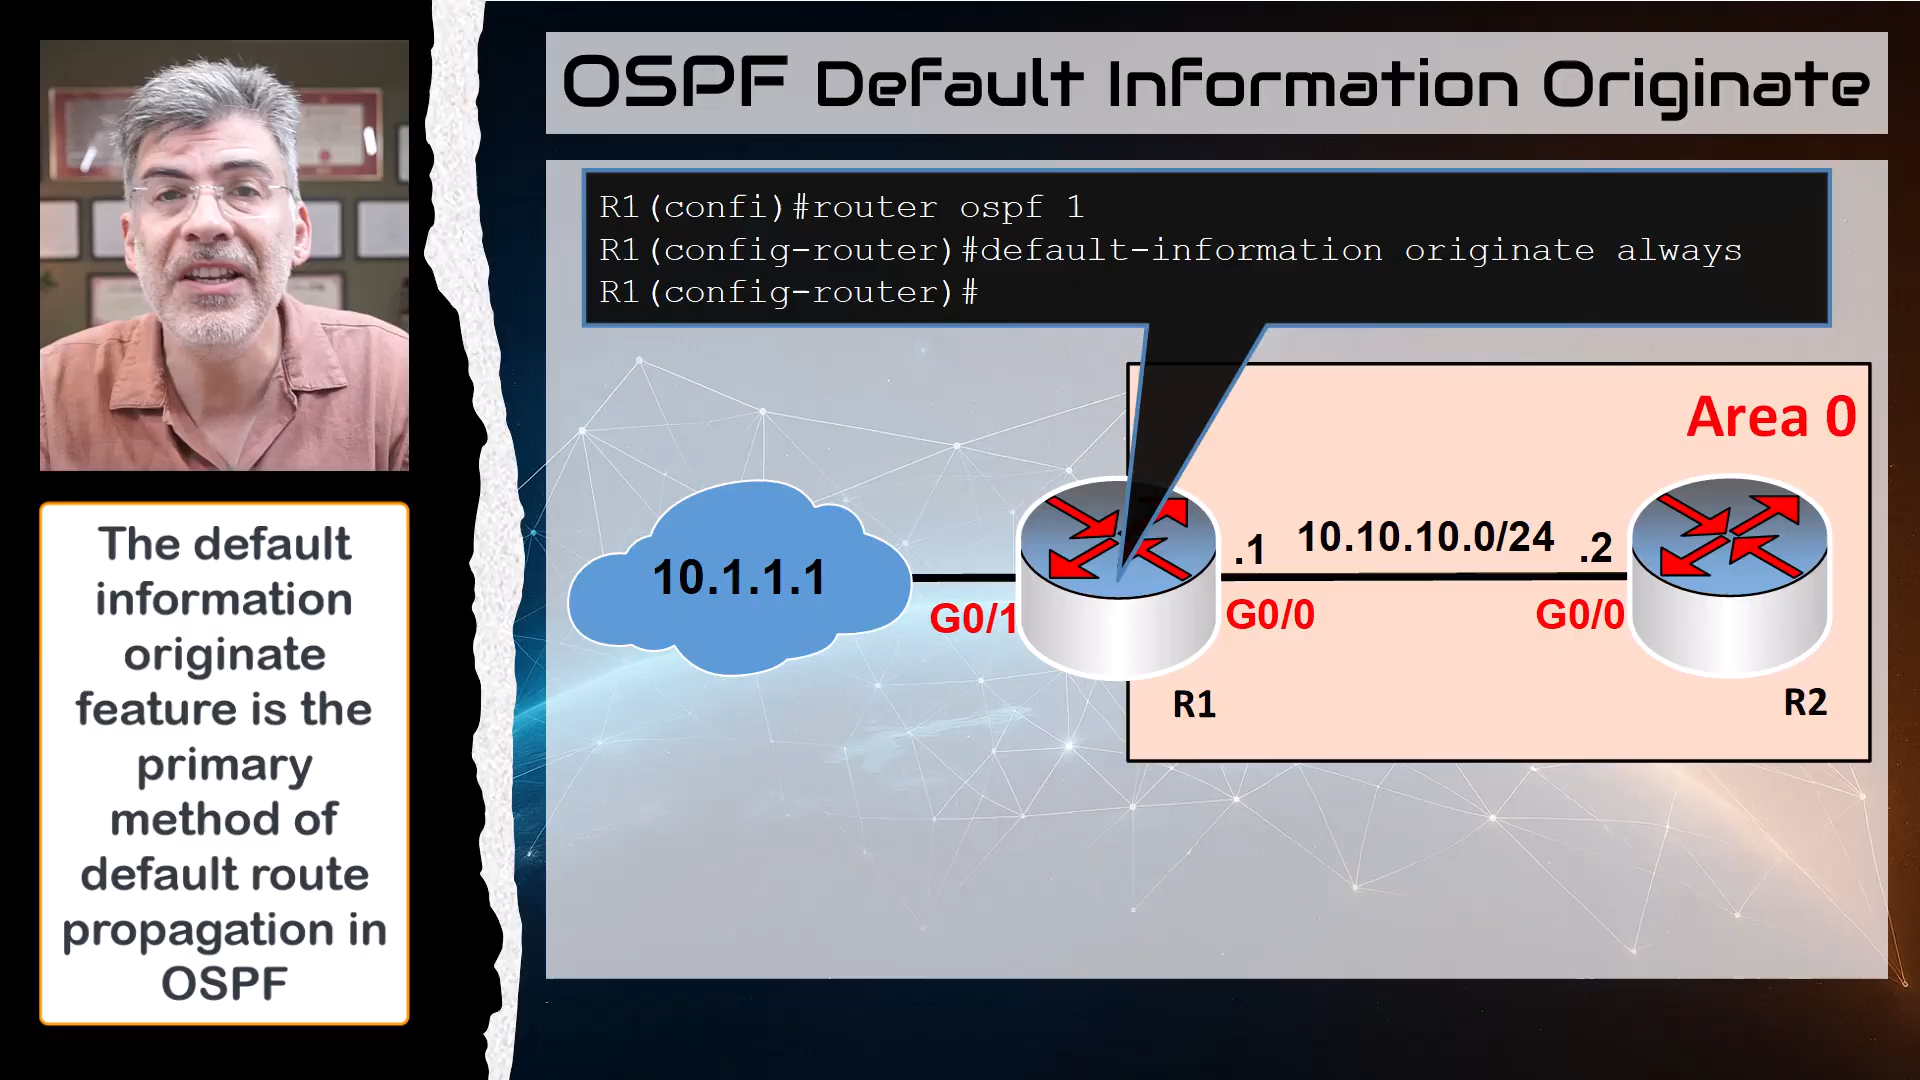 OSPF Default Information Originate
R1(confi)#router ospf 1
R1(config-router)#default-information originate always
R1(config-router)#
Area 0
10.1.1.1
G0/1
.1
10.10.10.0/24
.2
G0/0
G0/0
R1
R2
The default
information
originate
feature is the
primary
method of
default route
propagation in
OSPF